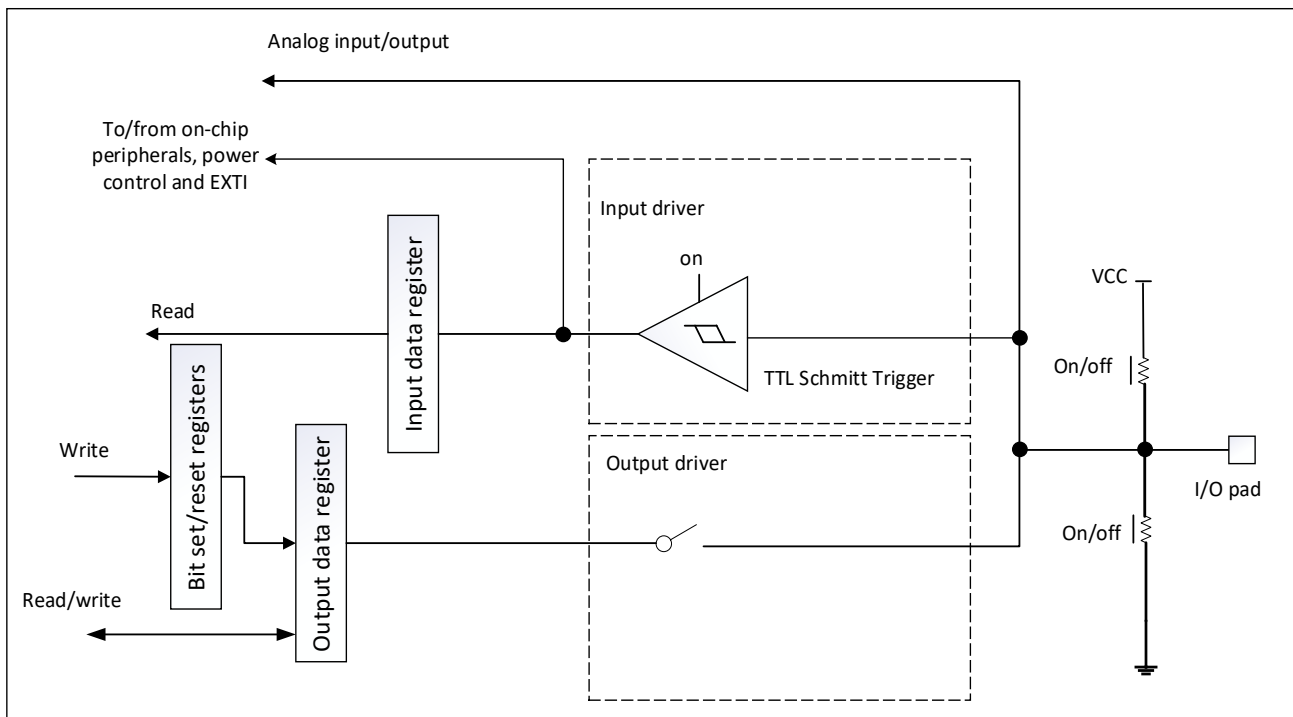 Analog input/output
To/from on-chip
peripherals, power
control and EXTI
Input driver
on
VCC
Input data register
Read
On/off
TTL Schmitt Trigger
Bit set/reset registers
Write
Output data register
Output driver
I/O pad
On/off
Read/write